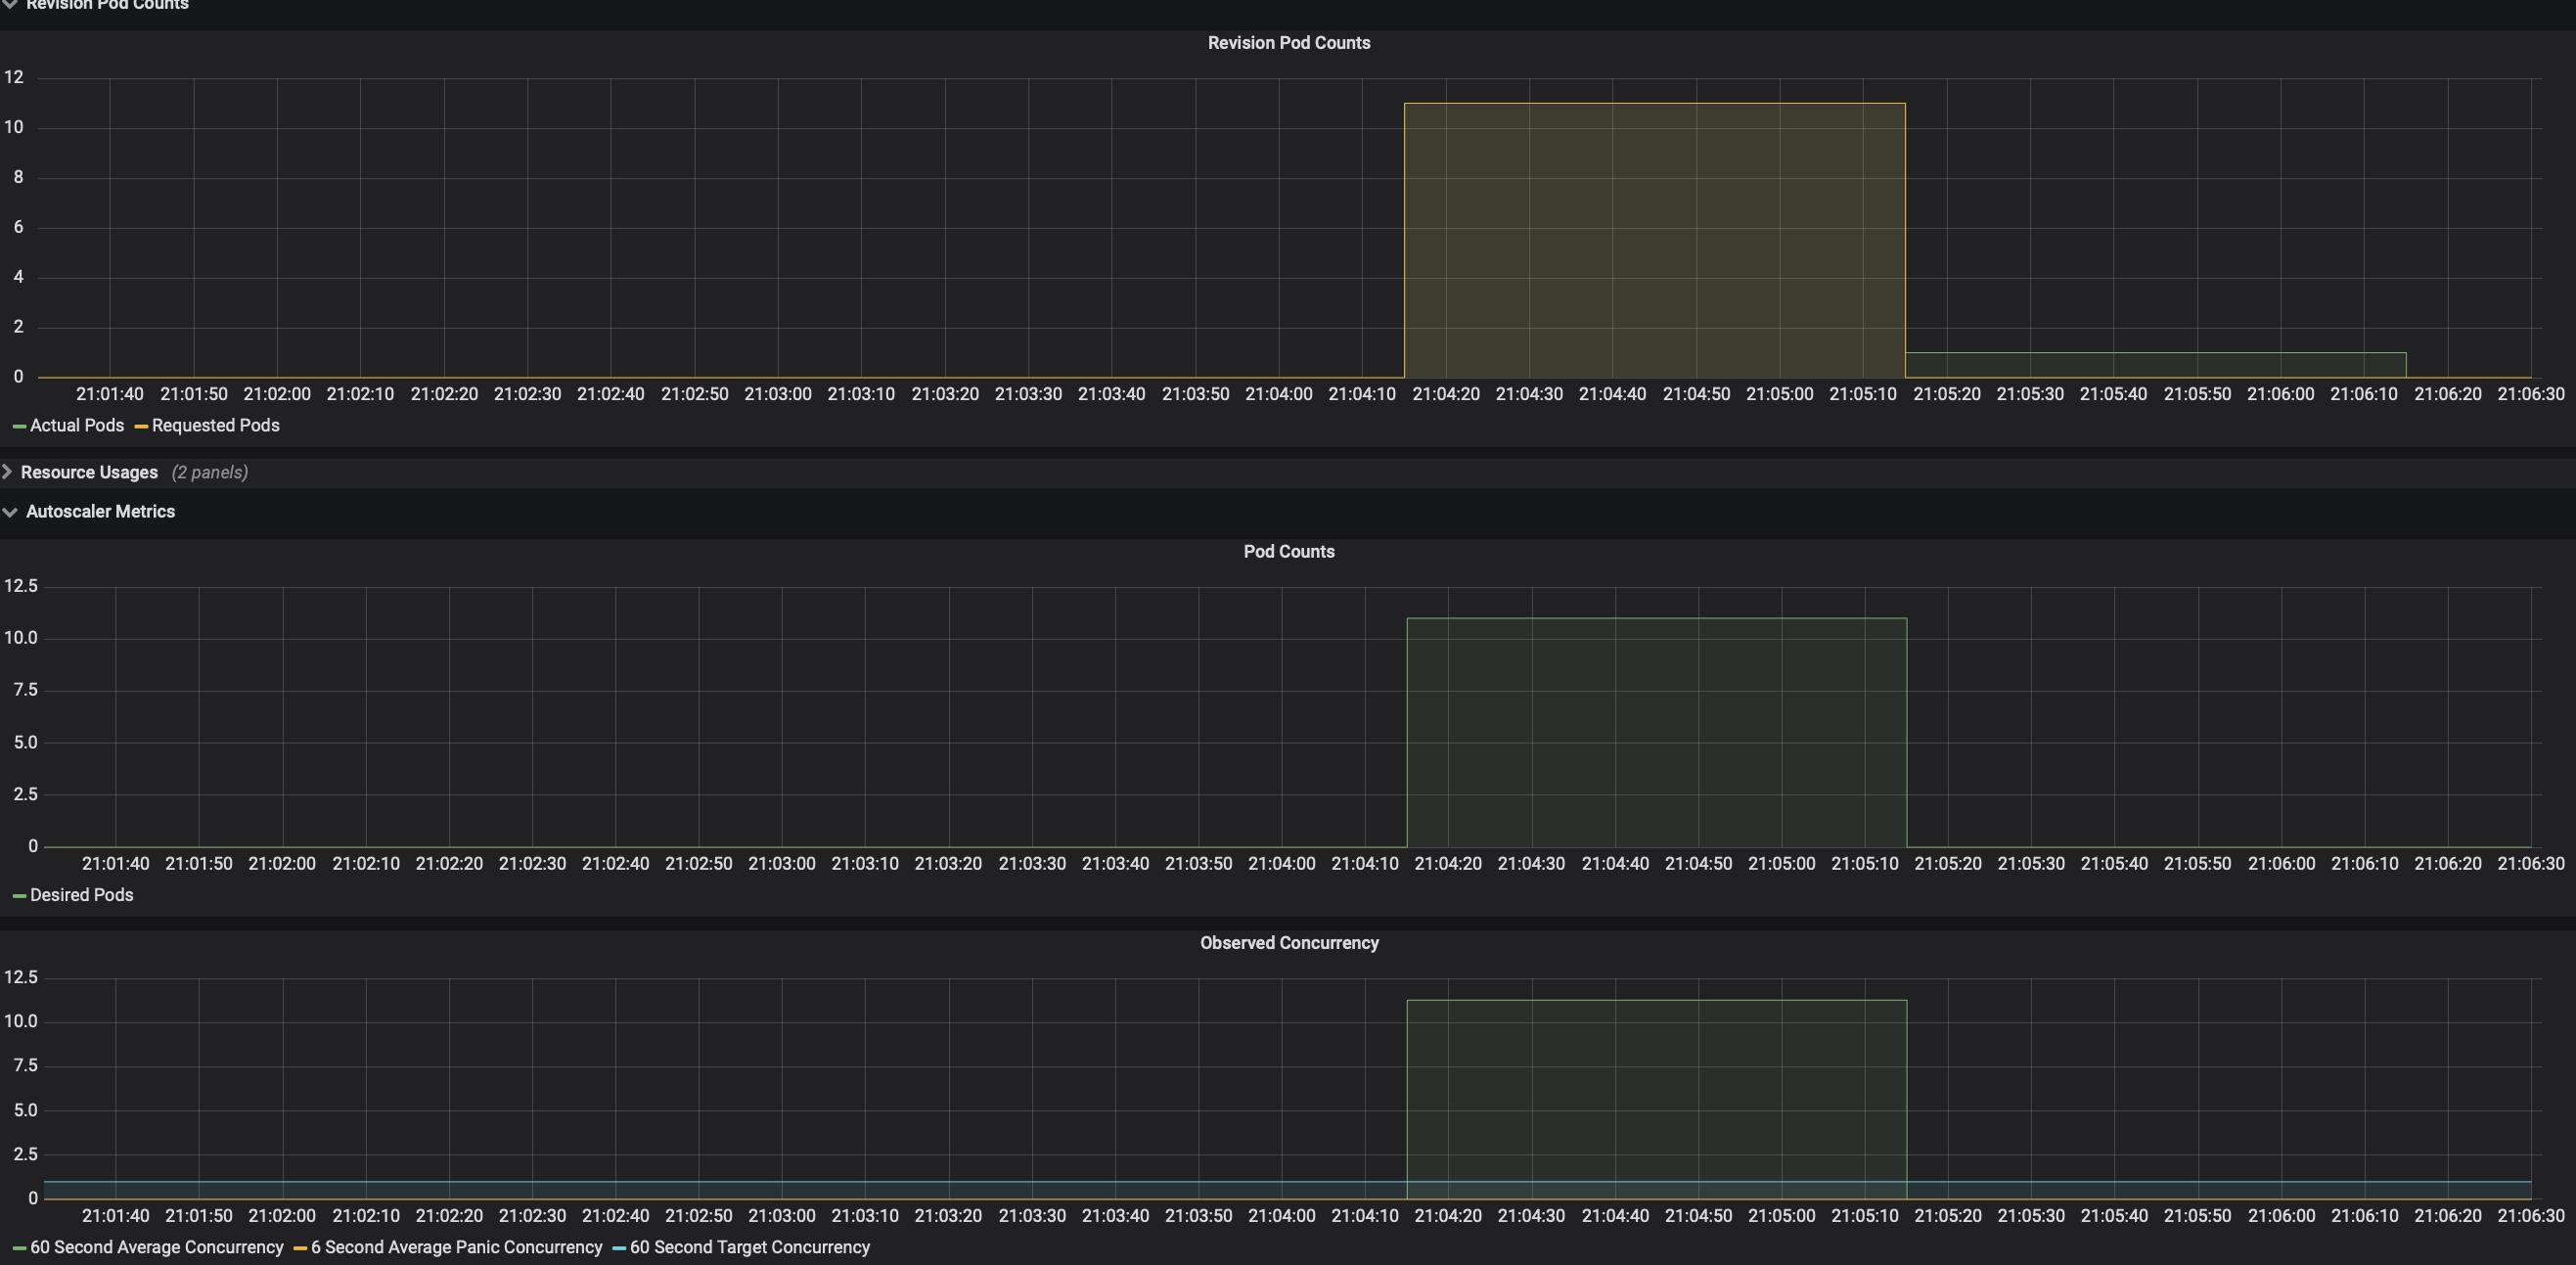 Revision Pod Counts
Revision Pod Counts
12
10
8
6
4
2
0
21:01:40 21:01:50 21:02:00 21:02:10 21:02:20 21:02:30 21:02:40 21:02:50 21:03:00 21:03:10 21:03:20 21:03:30 21:03:40 21:03:50 21:04:00 21:04:10 21:04:20 21:04:30 21:04:40 21:04:50 21:05:00 21:05:10 21:05:20 21:05:30 21:05:40 21:05:50 21:06:00 21:06:10 21:06:20 21:06:30
Actual Pods Requested Pods
Resource Usages (2 panels)
Autoscaler Metrics
Pod Counts
12.5
10.0
7.5
5.0
2.5
0
21:01:40 21:01:50 21:02:00 21:02:10 21:02:20 21:02:30 21:02:40 21:02:50 21:03:00 21:03:10 21:03:20 21:03:30 21:03:40 21:03:50 21:04:00 21:04:10 21:04:20 21:04:30 21:04:40 21:04:50 21:05:00 21:05:10 21:05:20 21:05:30 21:05:40 21:05:50 21:06:00 21:06:10 21:06:20 21:06:30
Desired Pods
Observed Concurrency
12.5
10.0
7.5
5.0
2.5
0
21:01:40 21:01:50 21:02:00 21:02:10 21:02:20 21:02:30 21:02:40 21:02:50 21:03:00 21:03:10 21:03:20 21:03:30 21:03:40 21:03:50 21:04:00 21:04:10 21:04:20 21:04:30 21:04:40 21:04:50 21:05:00 21:05:10 21:05:20 21:05:30 21:05:40 21:05:50 21:06:00 21:06:10 21:06:20 21:06:30
60 Second Average Concurrency 6 Second Average Panic Concurrency 60 Second Target Concurrency